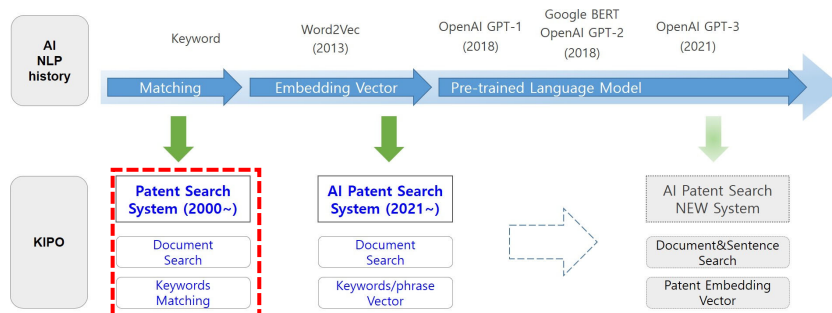 AI
NLP
history
Keyword
Word2Vec
(2013)
OpenAI GPT-1
(2018)
Google BERT
OpenAI GPT-2
(2018)
OpenAI GPT-3
(2021)
Matching
Embedding Vector
Pre-trained Language Model
KIPO
Patent Search
System (2000~)
Document
Search
Keywords
Matching
AI Patent Search
System (2021~)
Document
Search
Keywords/phrase
Vector
AI Patent Search
NEW System
Document&Sentence
Search
Patent Embedding
Vector